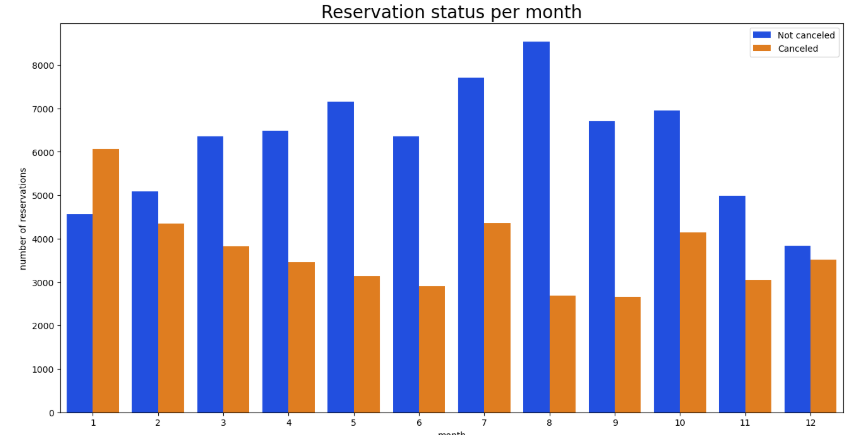 Reservation status per month
Not canceled
Canceled
number of reservations
8000
7000
6000
5000
4000
3000
2000
1000
0
1 2 3 4 5 6 7 8 9 10 11 12
month